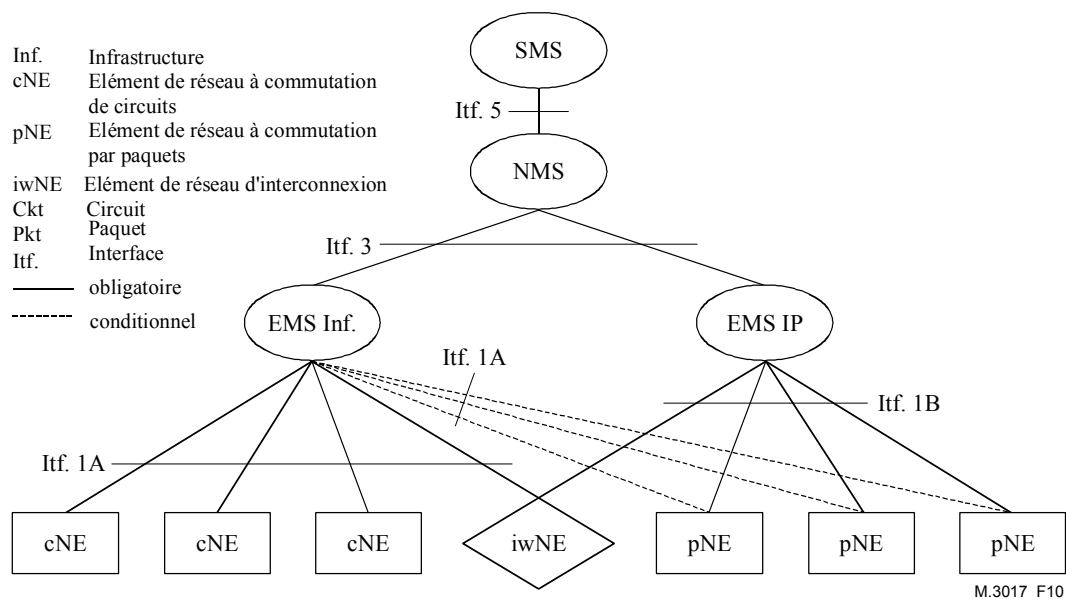 Inf. Infrastructure
cNE Elément de réseau à commutation
de circuits
pNE Elément de réseau à commutation
par paquets
iwNE Elément de réseau d'interconnexion
Ckt Circuit
Pkt Paquet
Itf. Interface
obligatoire
conditionnel
SMS
Itf. 5
NMS
Itf. 3
EMS Inf.
EMS IP
Itf. 1A
Itf. 1B
Itf. 1A
cNE
cNE
cNE
iwNE
pNE
pNE
pNE
M.3017_F10